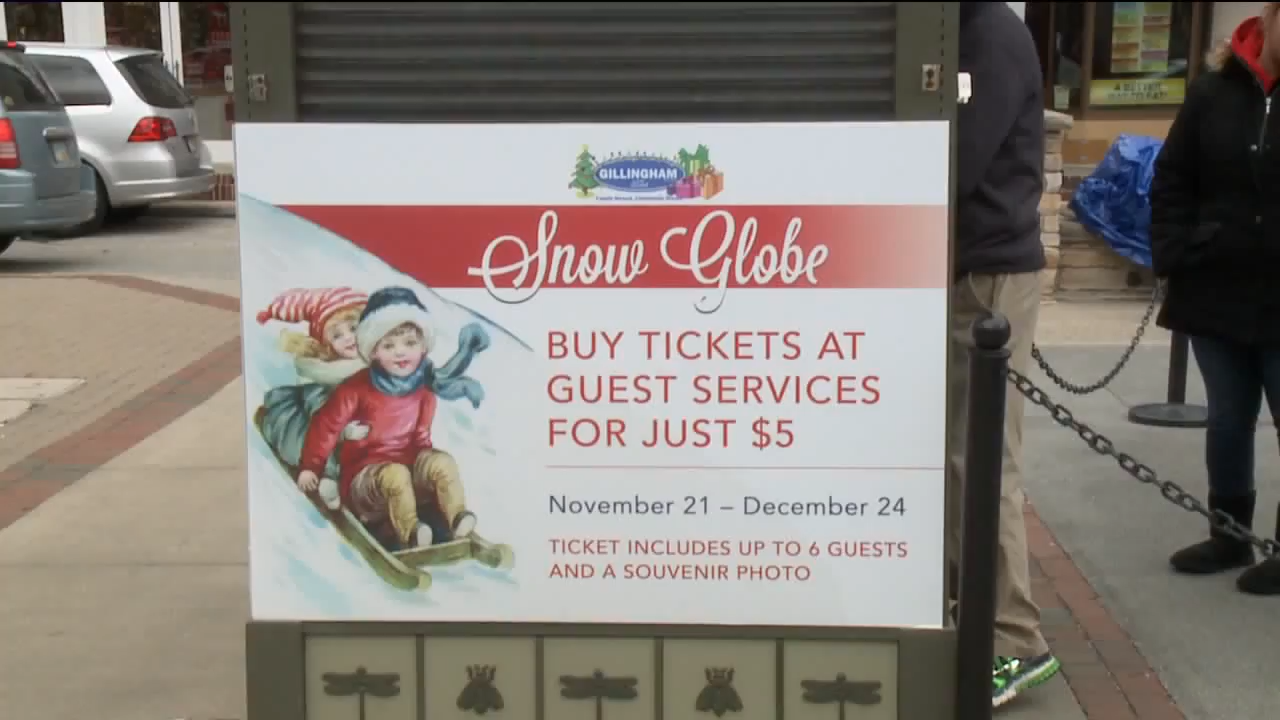 GILLINGHAM
Snow Globe
BUY TICKETS AT
GUEST SERVICES
FOR JUST $5
November 21 – December 24
TICKET INCLUDES UP TO 6 GUESTS
AND A SOUVENIR PHOTO